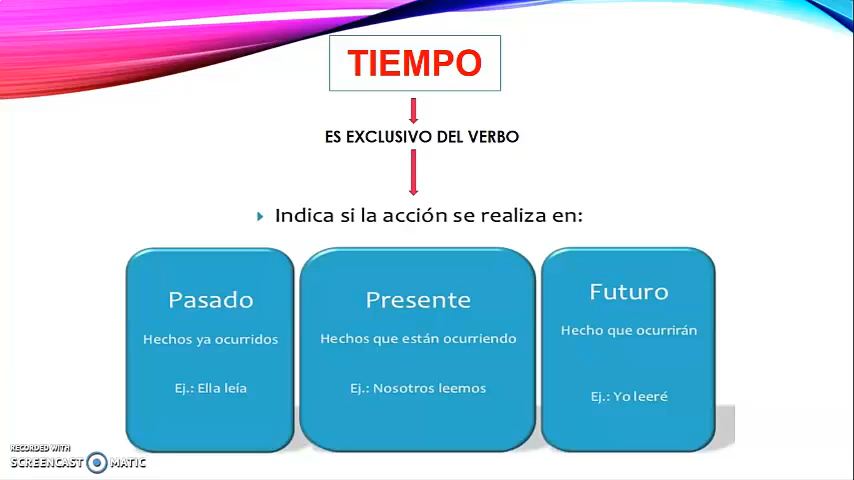 TIEMPO
ES EXCLUSIVO DEL VERBO
Indica si la acción se realiza en:
Pasado
Hechos ya ocurridos
Ej.: Ella leía
Presente
Hechos que están ocurriendo
Ej.: Nosotros leemos
Futuro
Hecho que ocurrirán
Ej.: Yo leeré
RECORDED WITH
SCREENCAST MATIC